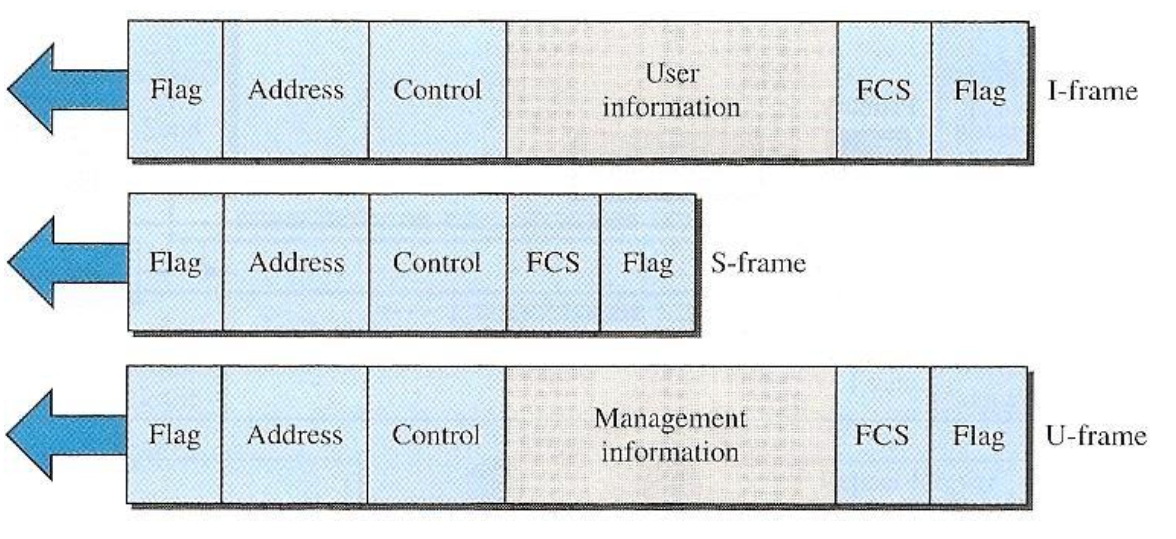 Flag Address Control User information FCS Flag I-frame
Flag Address Control FCS Flag S-frame
Flag Address Control Management information FCS Flag U-frame